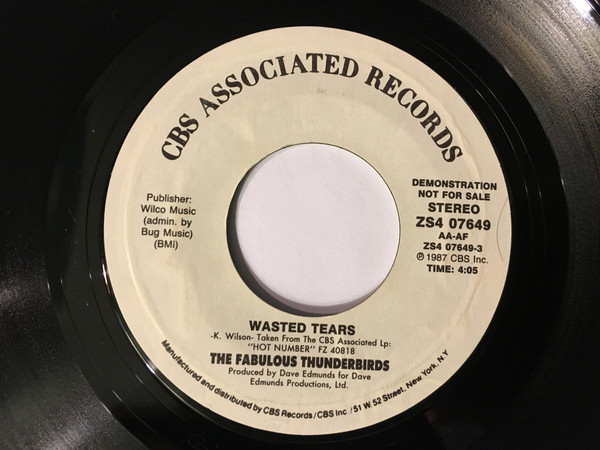 CBS ASSOCIATED RECORDS
Publisher:
Wilco Music
(admin. by
Bug Music)
(BMi)
DEMONSTRATION
NOT FOR SALE
STEREO
ZS4 07649
AA-AF
ZS4 07649-3
℗ 1987 CBS Inc.
TIME: 4:05
WASTED TEARS
-K. Wilson- Taken From The CBS Associated Lp:
"HOT NUMBER" FZ 40818
THE FABULOUS THUNDERBIRDS
Produced by Dave Edmunds for Dave
Edmunds Productions, Ltd.
Manufactured and distributed by CBS Records/CBS Inc./51 W. 52 Street, New York, N.Y.